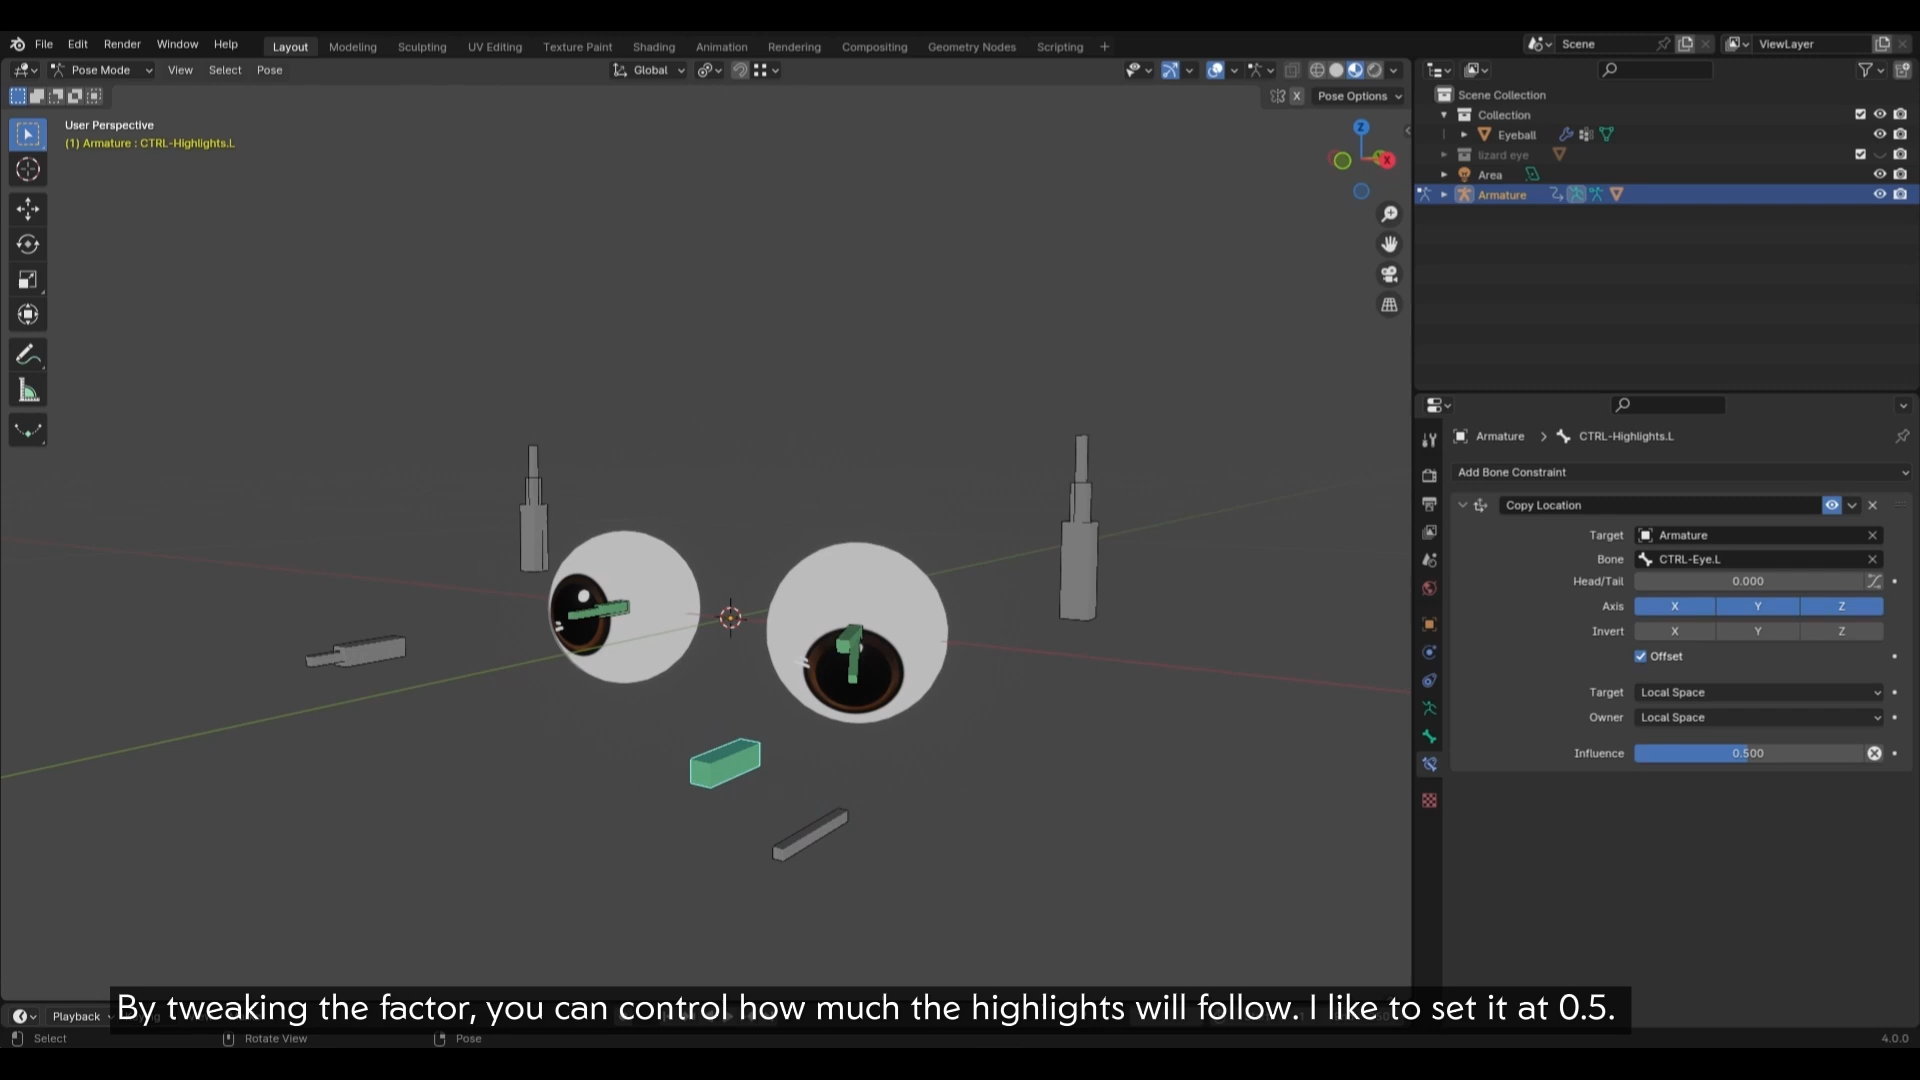 File Edit Render Window Help Layout Modeling Sculpting UV Editing Texture Paint Shading Animation Rendering Compositing Geometry Nodes Scripting + Scene ViewLayer
Pose Mode View Select Pose Global
X Pose Options
User Perspective
(1) Armature : CTRL-Highlights.L
Z
X
Scene Collection
Collection
Eyeball
lizard eye
Area
Armature
Armature > CTRL-Highlights.L
Add Bone Constraint
Copy Location
Target Armature
Bone CTRL-Eye.L
Head/Tail 0.000
Axis X Y Z
Invert X Y Z
Offset
Target Local Space
Owner Local Space
Influence 0.500
By tweaking the factor, you can control how much the highlights will follow. I like to set it at 0.5.
Playback
Select Rotate View Pose 4.0.0